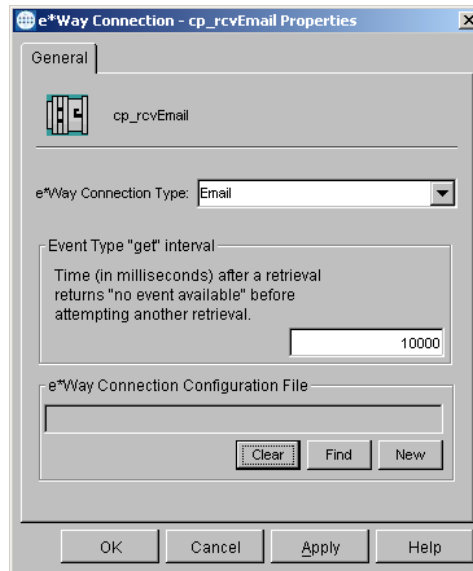 e*Way Connection - cp_rcvEmail Properties
General
cp_rcvEmail
e*Way Connection Type: Email
Event Type "get" interval
Time (in milliseconds) after a retrieval
returns "no event available" before
attempting another retrieval.
10000
e*Way Connection Configuration File
Clear Find New
OK Cancel Apply Help